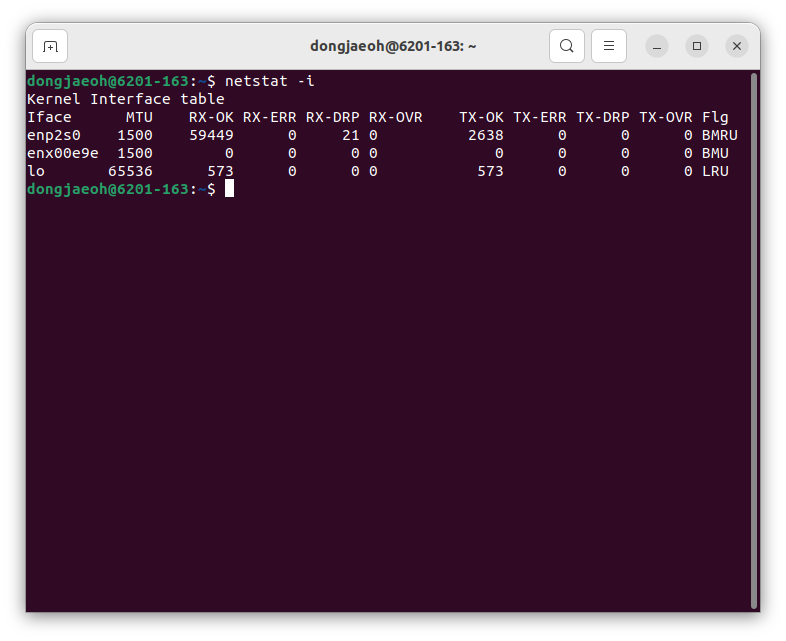 dongjaeoh@6201-163: ~
dongjaeoh@6201-163:~$ netstat -i
Kernel Interface table
Iface      MTU    RX-OK RX-ERR RX-DRP RX-OVR    TX-OK TX-ERR TX-DRP TX-OVR Flg
enp2s0    1500    59449      0     21 0          2638      0      0      0 BMRU
enx00e9e  1500        0      0      0 0             0      0      0      0 BMU
lo       65536      573      0      0 0           573      0      0      0 LRU
dongjaeoh@6201-163:~$